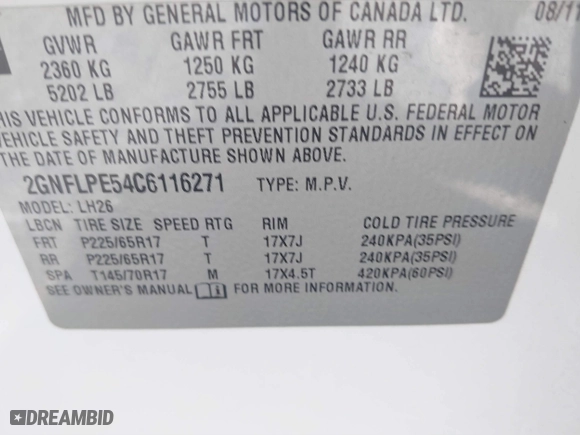 MFD BY GENERAL MOTORS OF CANADA LTD. 08/11
GVWR GAWR FRT GAWR RR
2360 KG 1250 KG 1240 KG
5202 LB 2755 LB 2733 LB
THIS VEHICLE CONFORMS TO ALL APPLICABLE U.S. FEDERAL MOTOR
VEHICLE SAFETY AND THEFT PREVENTION STANDARDS IN EFFECT ON
THE DATE OF MANUFACTURE SHOWN ABOVE.
2GNFLPE54C6116271 TYPE: M.P.V.
MODEL: LH26
LBCN TIRE SIZE SPEED RTG RIM COLD TIRE PRESSURE
FRT P225/65R17 T 17X7J 240KPA(35PSI)
RR P225/65R17 T 17X7J 240KPA(35PSI)
SPA T145/70R17 M 17X4.5T 420KPA(60PSI)
SEE OWNER'S MANUAL FOR MORE INFORMATION.
DREAMBID